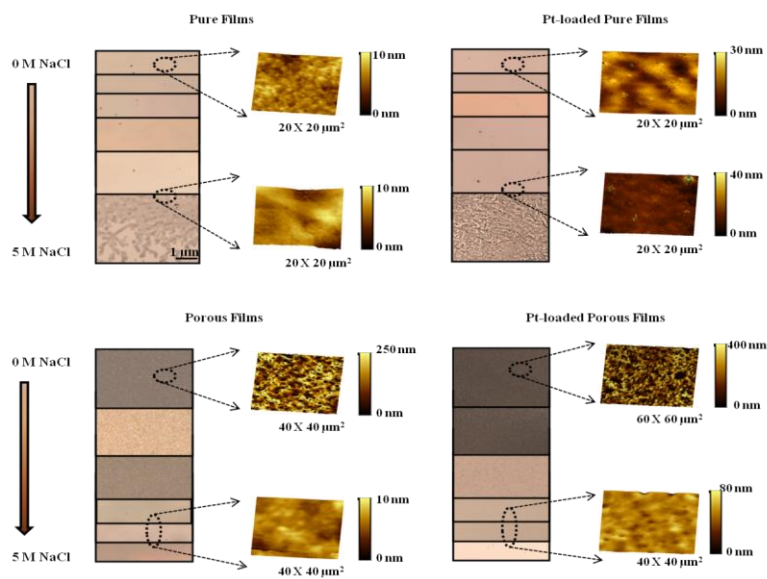 Pure Films
Pt-loaded Pure Films
0 M NaCl
10 nm
0 nm
20 X 20 μm²
30 nm
0 nm
20 X 20 μm²
10 nm
0 nm
20 X 20 μm²
40 nm
0 nm
20 X 20 μm²
5 M NaCl
1 μm
Porous Films
Pt-loaded Porous Films
0 M NaCl
250 nm
0 nm
40 X 40 μm²
400 nm
0 nm
60 X 60 μm²
10 nm
0 nm
40 X 40 μm²
80 nm
0 nm
40 X 40 μm²
5 M NaCl